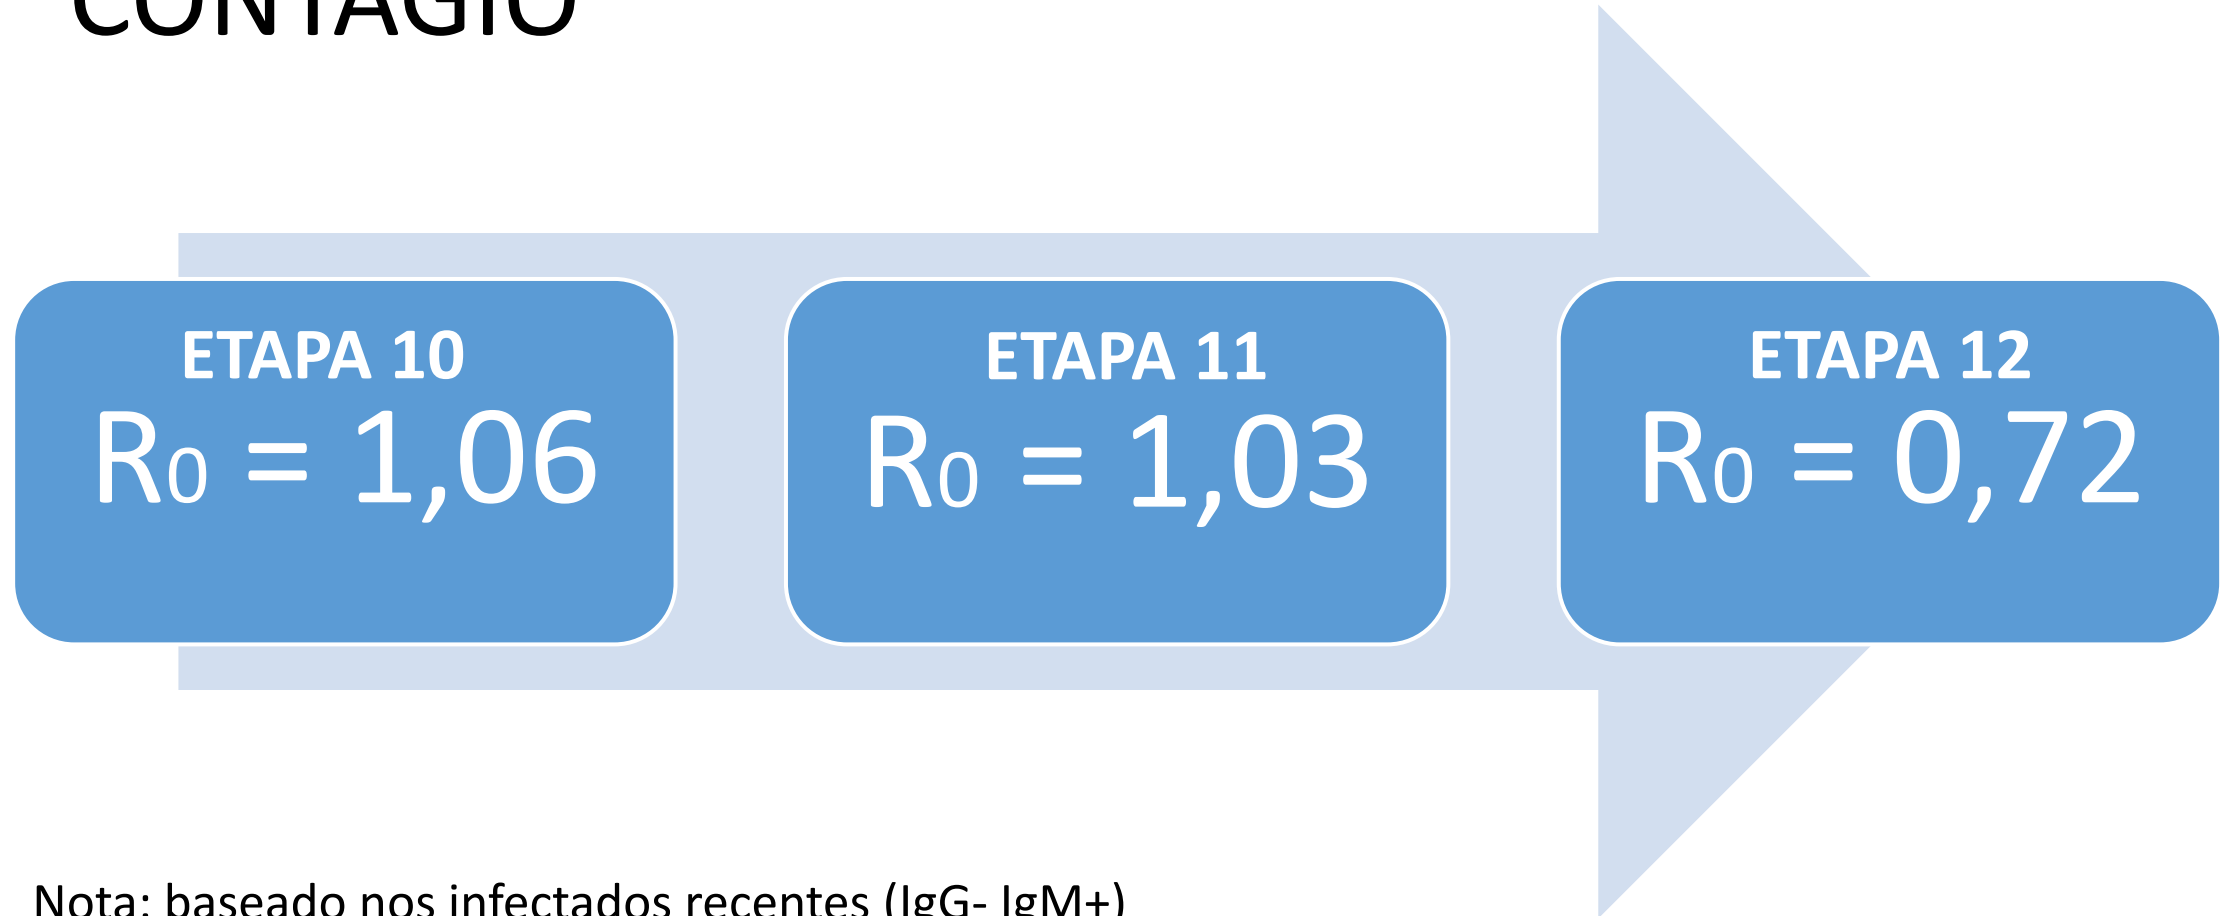 CONTÁGIO
ETAPA 10
R0 = 1,06
ETAPA 11
R0 = 1,03
ETAPA 12
R0 = 0,72
Nota: baseado nos infectados recentes (IgG- IgM+)